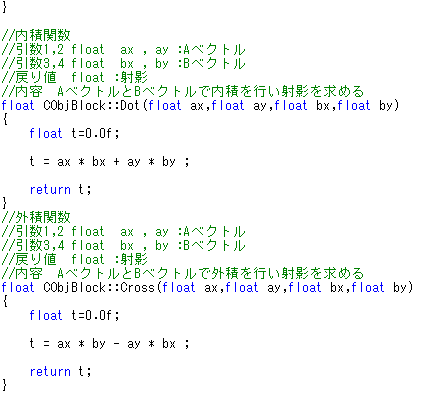 }
//内積関数
//引数1,2 float  ax , ay :Aベクトル
//引数3,4 float  bx , by :Bベクトル
//戻り値  float :射影
//内容  AベクトルとBベクトルで内積を行い射影を求める
float CObjBlock::Dot(float ax,float ay,float bx,float by)
{
    float t=0.0f;
    t = ax * bx + ay * by ;
    return t;
}
//外積関数
//引数1,2 float  ax , ay :Aベクトル
//引数3,4 float  bx , by :Bベクトル
//戻り値  float :射影
//内容  AベクトルとBベクトルで外積を行い射影を求める
float CObjBlock::Cross(float ax,float ay,float bx,float by)
{
    float t=0.0f;
    t = ax * by - ay * bx ;
    return t;
}